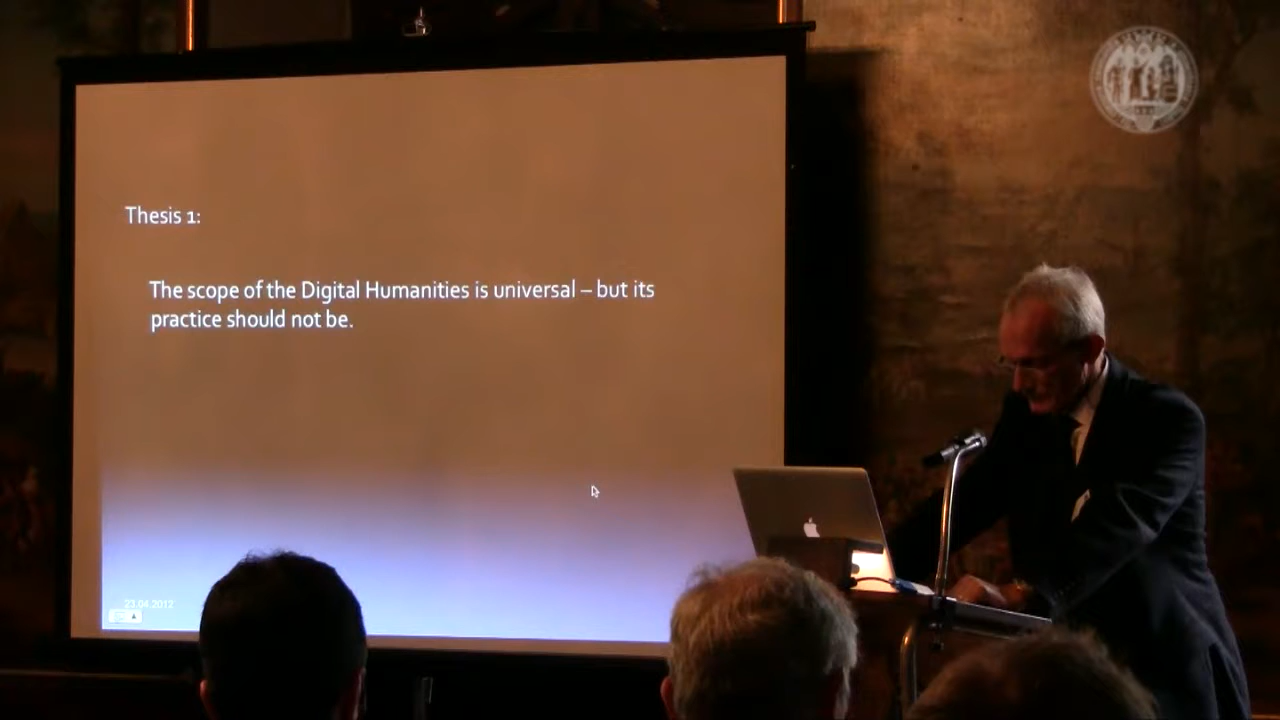 Thesis 1:
The scope of the Digital Humanities is universal – but its
practice should not be.
23.04.2012